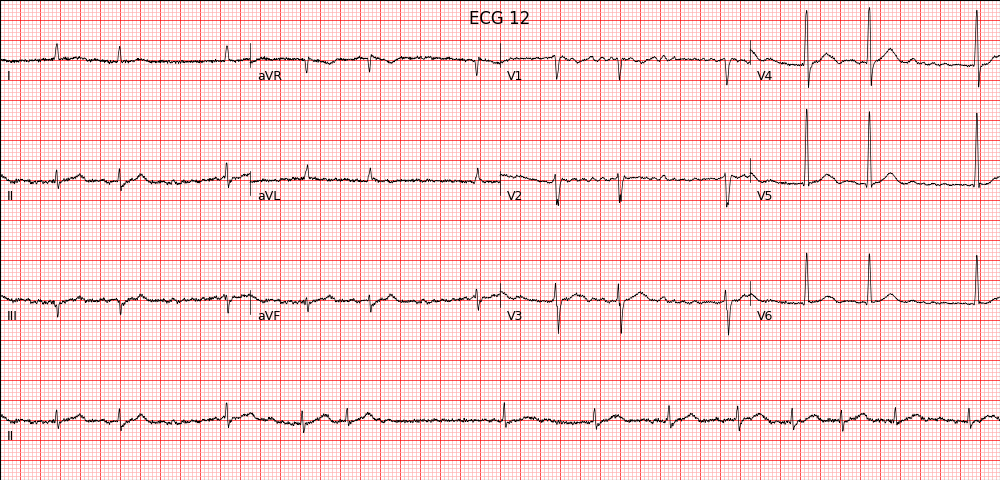 ECG 12
I aVR V1 V4
II aVL V2 V5
III aVF V3 V6
II